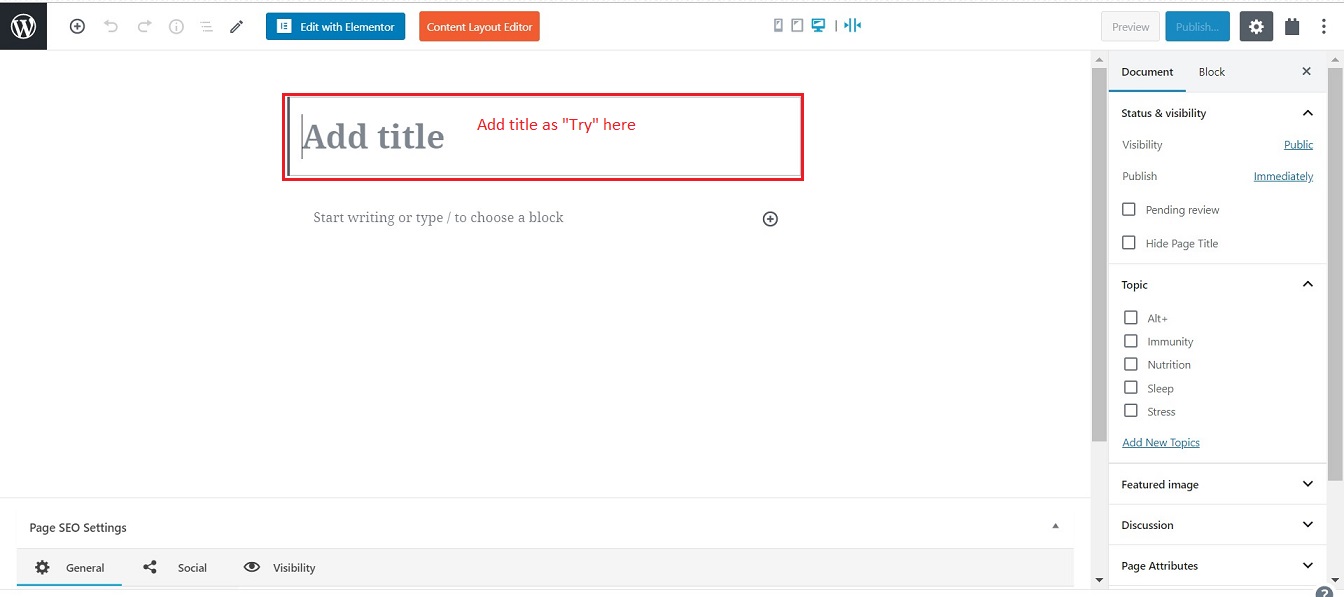 Edit with Elementor
Content Layout Editor
Preview
Publish...
Add title
Add title as "Try" here
Start writing or type / to choose a block
Document
Block
Status & visibility
Visibility
Public
Publish
Immediately
Pending review
Hide Page Title
Topic
Alt+
Immunity
Nutrition
Sleep
Stress
Add New Topics
Featured image
Discussion
Page Attributes
Page SEO Settings
General
Social
Visibility